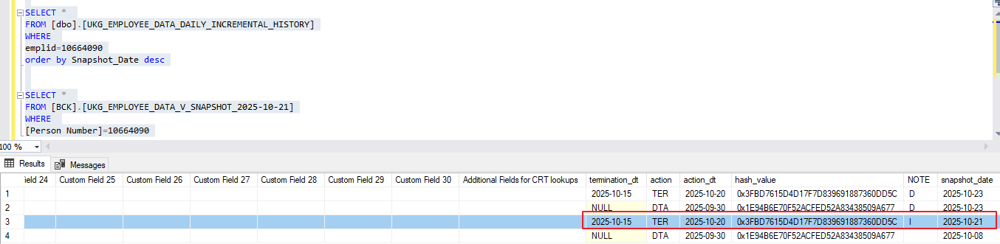 SELECT *
FROM [dbo].[UKG_EMPLOYEE_DATA_DAILY_INCREMENTAL_HISTORY]
WHERE
emplid=10664090
order by Snapshot_Date desc
SELECT *
FROM [BCK].[UKG_EMPLOYEE_DATA_V_SNAPSHOT_2025-10-21]
WHERE
[Person Number]=10664090
100 %
Results Messages
ield 24 Custom Field 25 Custom Field 26 Custom Field 27 Custom Field 28 Custom Field 29 Custom Field 30 Additional Fields for CRT lookups termination_dt action action_dt hash_value NOTE snapshot_date
1 2025-10-15 TER 2025-10-20 0x3FBD7615D4D17F7D839691887360DD5C D 2025-10-23
2 NULL DTA 2025-09-30 0x1E94B6E70F52ACFED52A83438509A677 D 2025-10-23
3 2025-10-15 TER 2025-10-20 0x3FBD7615D4D17F7D839691887360DD5C I 2025-10-21
4 NULL DTA 2025-09-30 0x1E94B6E70F52ACFED52A83438509A677 2025-10-08